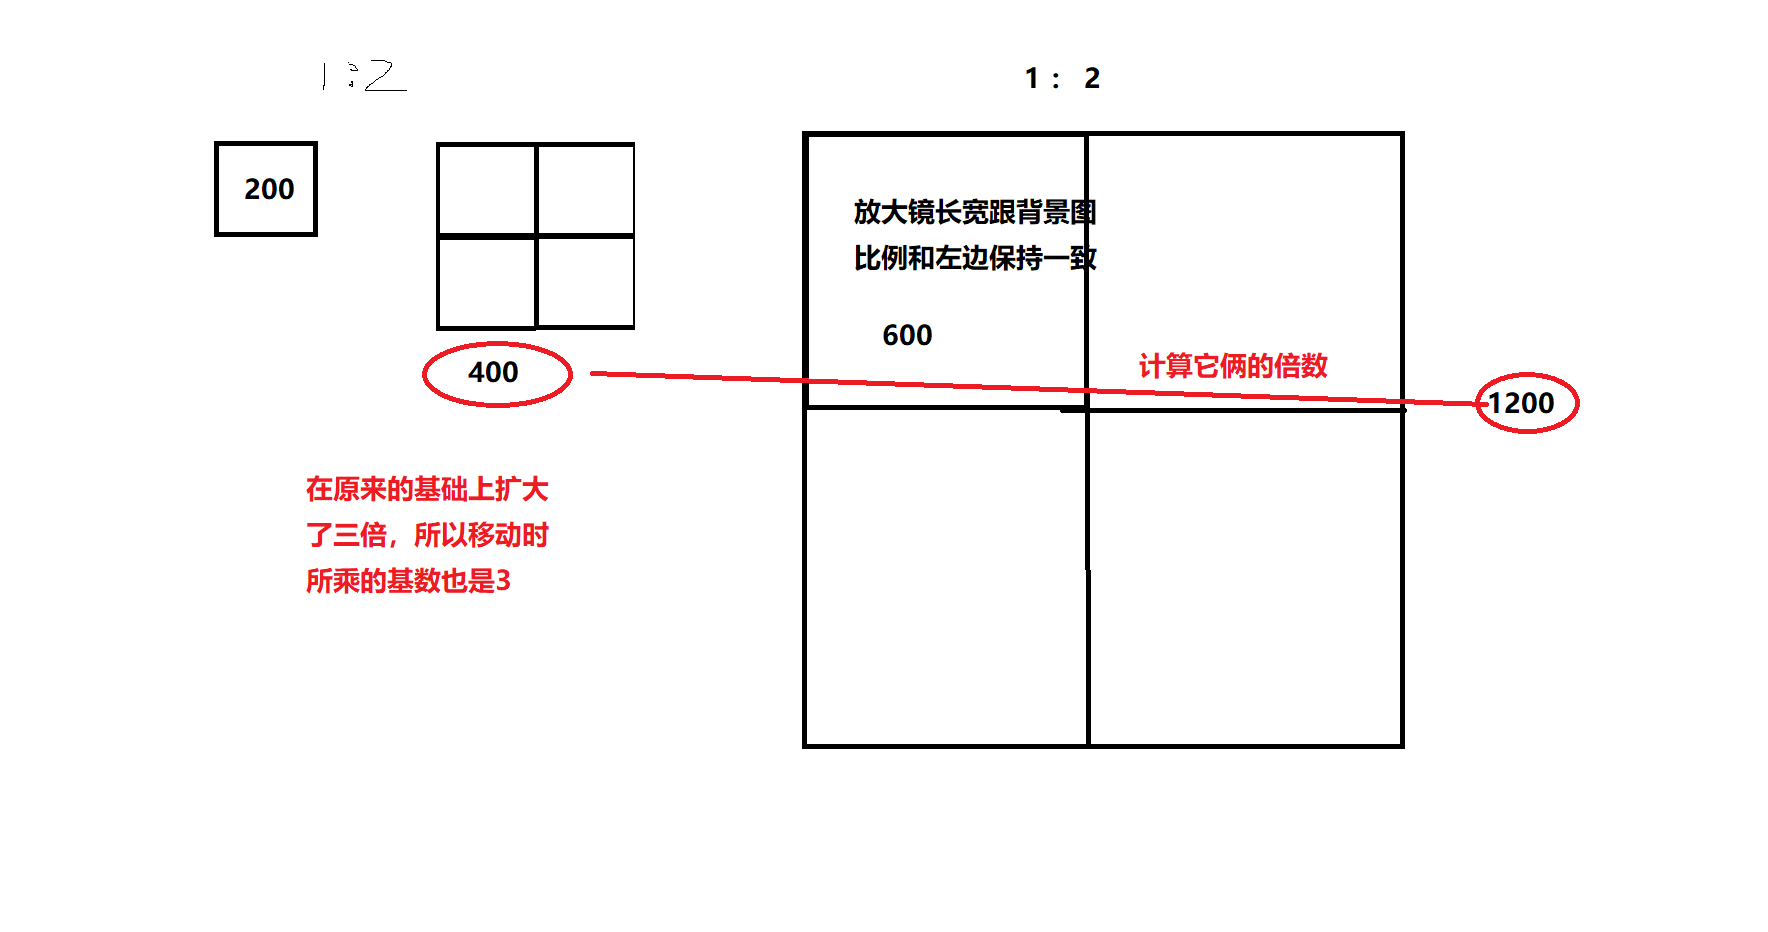 1:2
1： 2
200
放大镜长宽跟背景图
比例和左边保持一致
600
400
计算它俩的倍数
1200
在原来的基础上扩大
了三倍，所以移动时
所乘的基数也是3